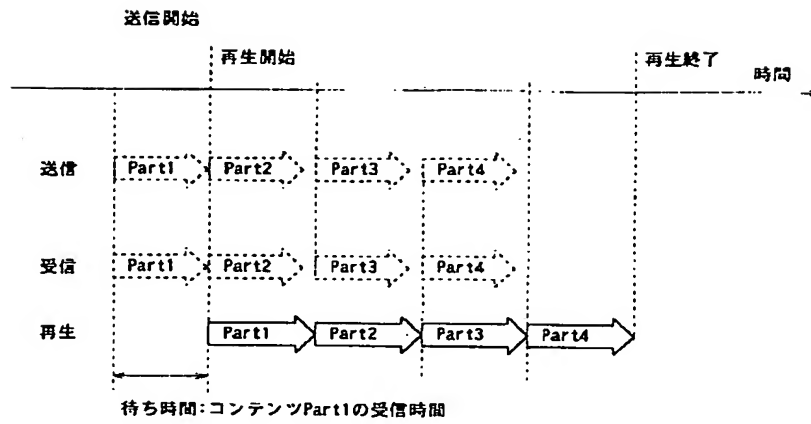 送信開始
再生開始
再生終了
時間
送信 Part1 Part2 Part3 Part4
受信 Part1 Part2 Part3 Part4
再生 Part1 Part2 Part3 Part4
待ち時間:コンテンツPart1の受信時間